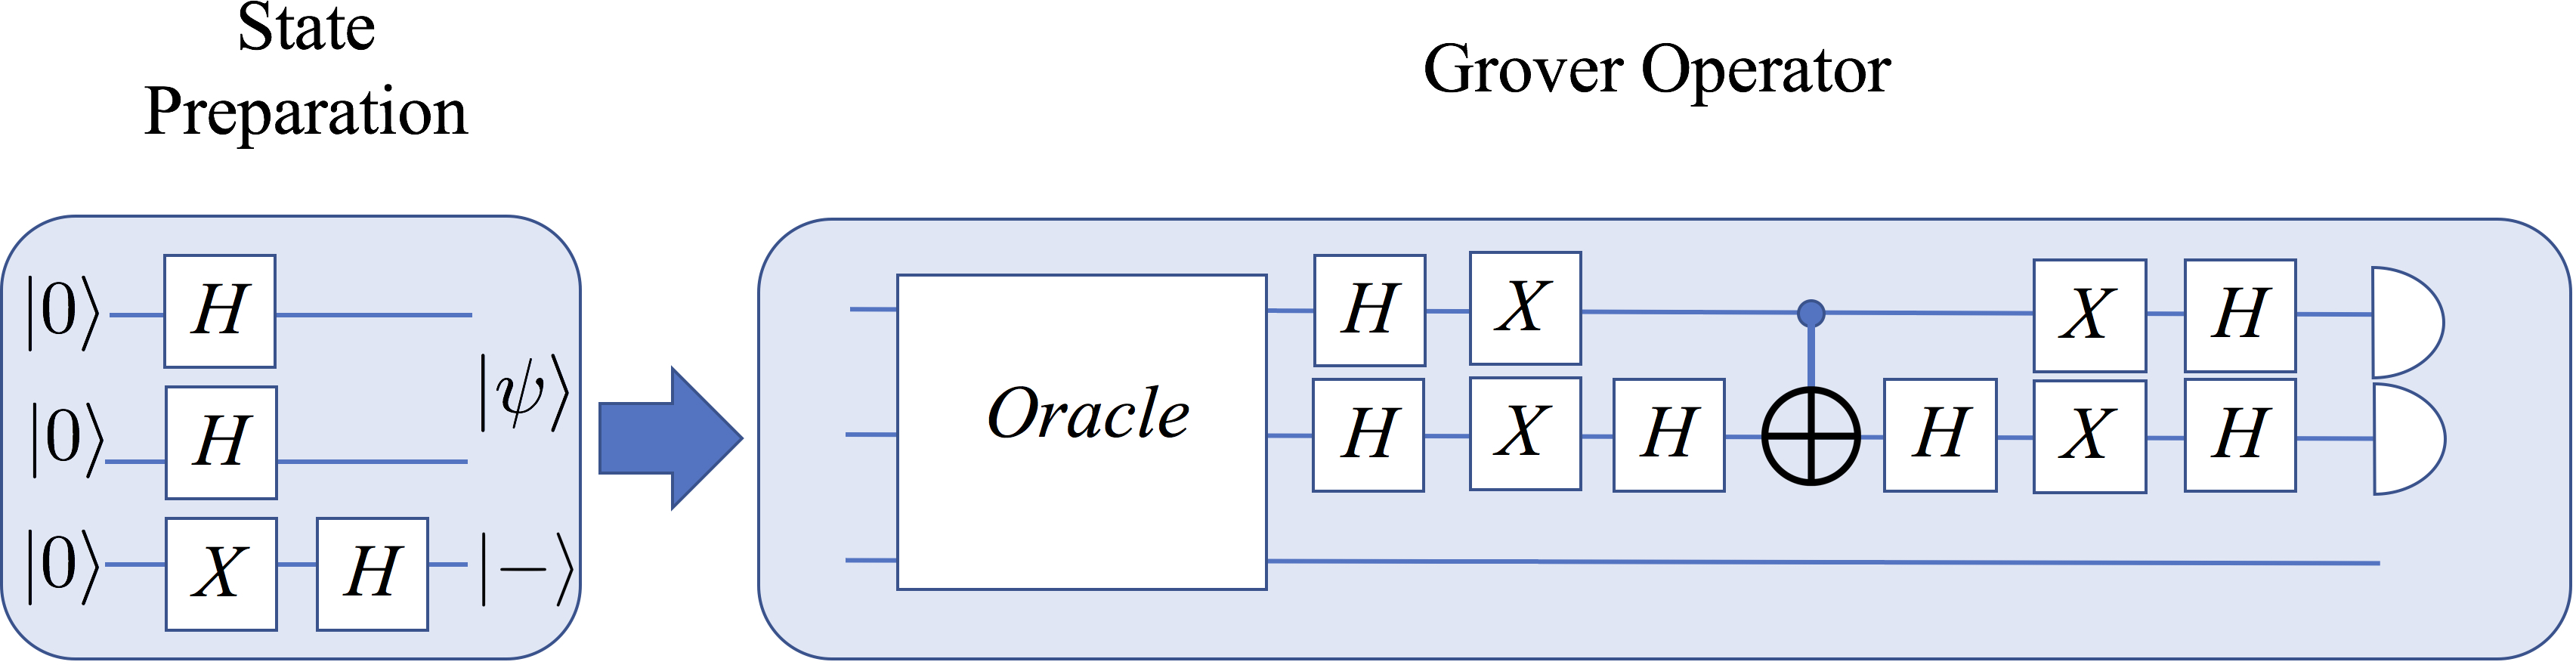 State
Preparation
Grover Operator
|0⟩ H
|0⟩ H
|ψ⟩
|0⟩ X H |−⟩
Oracle
H X X H
H X H H X H